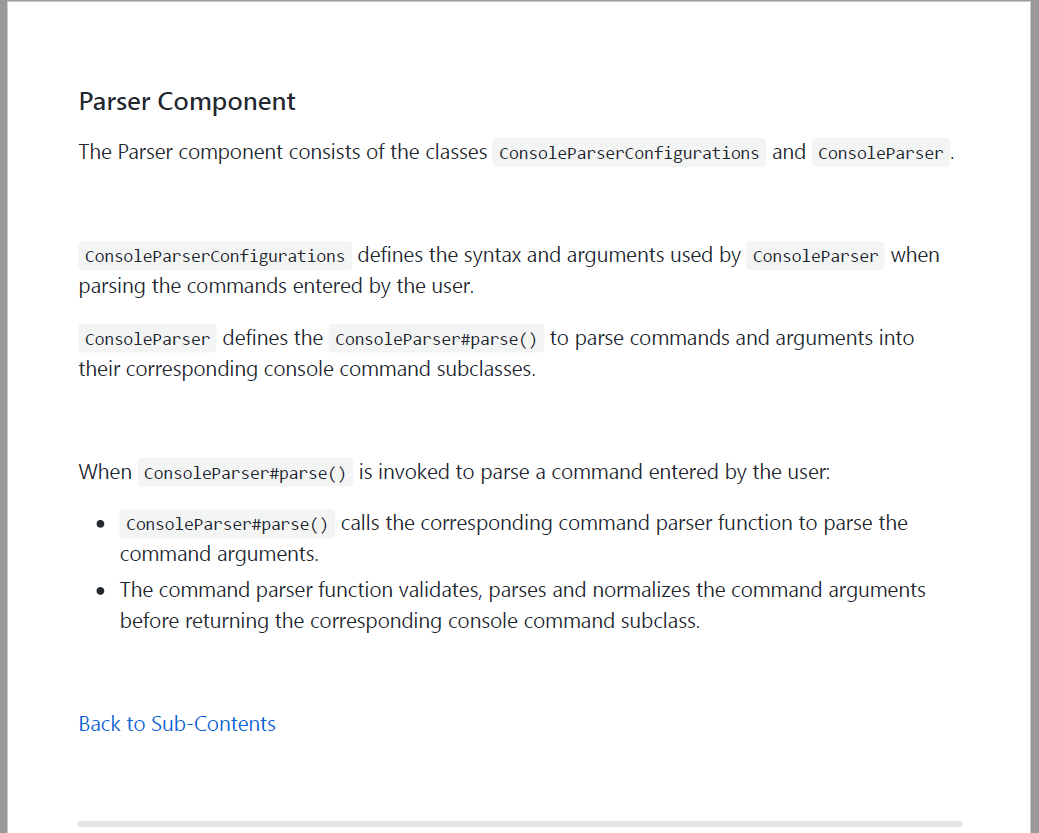 Parser Component
The Parser component consists of the classes ConsoleParserConfigurations and ConsoleParser.
ConsoleParserConfigurations defines the syntax and arguments used by ConsoleParser when
parsing the commands entered by the user.
ConsoleParser defines the ConsoleParser#parse() to parse commands and arguments into
their corresponding console command subclasses.
When ConsoleParser#parse() is invoked to parse a command entered by the user:
• ConsoleParser#parse() calls the corresponding command parser function to parse the
command arguments.
• The command parser function validates, parses and normalizes the command arguments
before returning the corresponding console command subclass.
Back to Sub-Contents